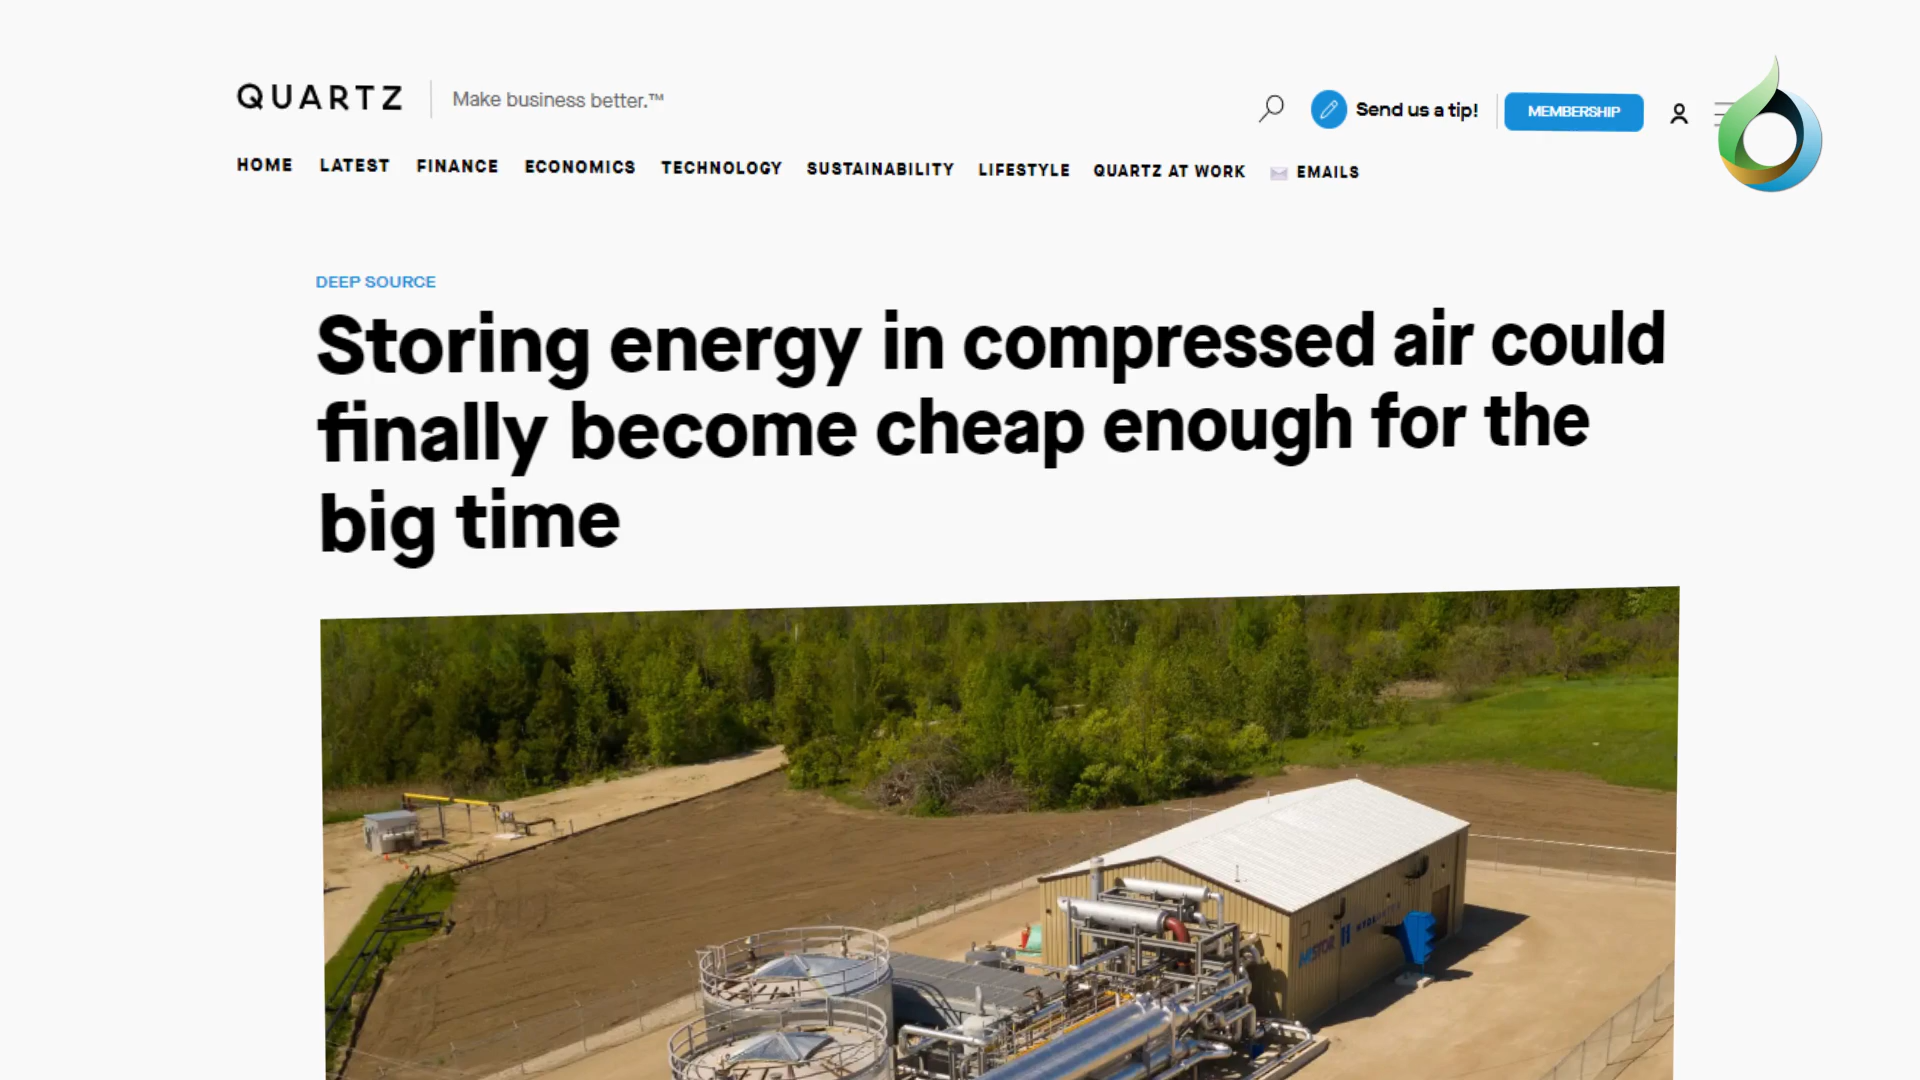 QUARTZ
Make business better.™
Send us a tip!
MEMBERSHIP
HOME LATEST FINANCE ECONOMICS TECHNOLOGY SUSTAINABILITY LIFESTYLE QUARTZ AT WORK EMAILS
DEEP SOURCE
Storing energy in compressed air could
finally become cheap enough for the
big time